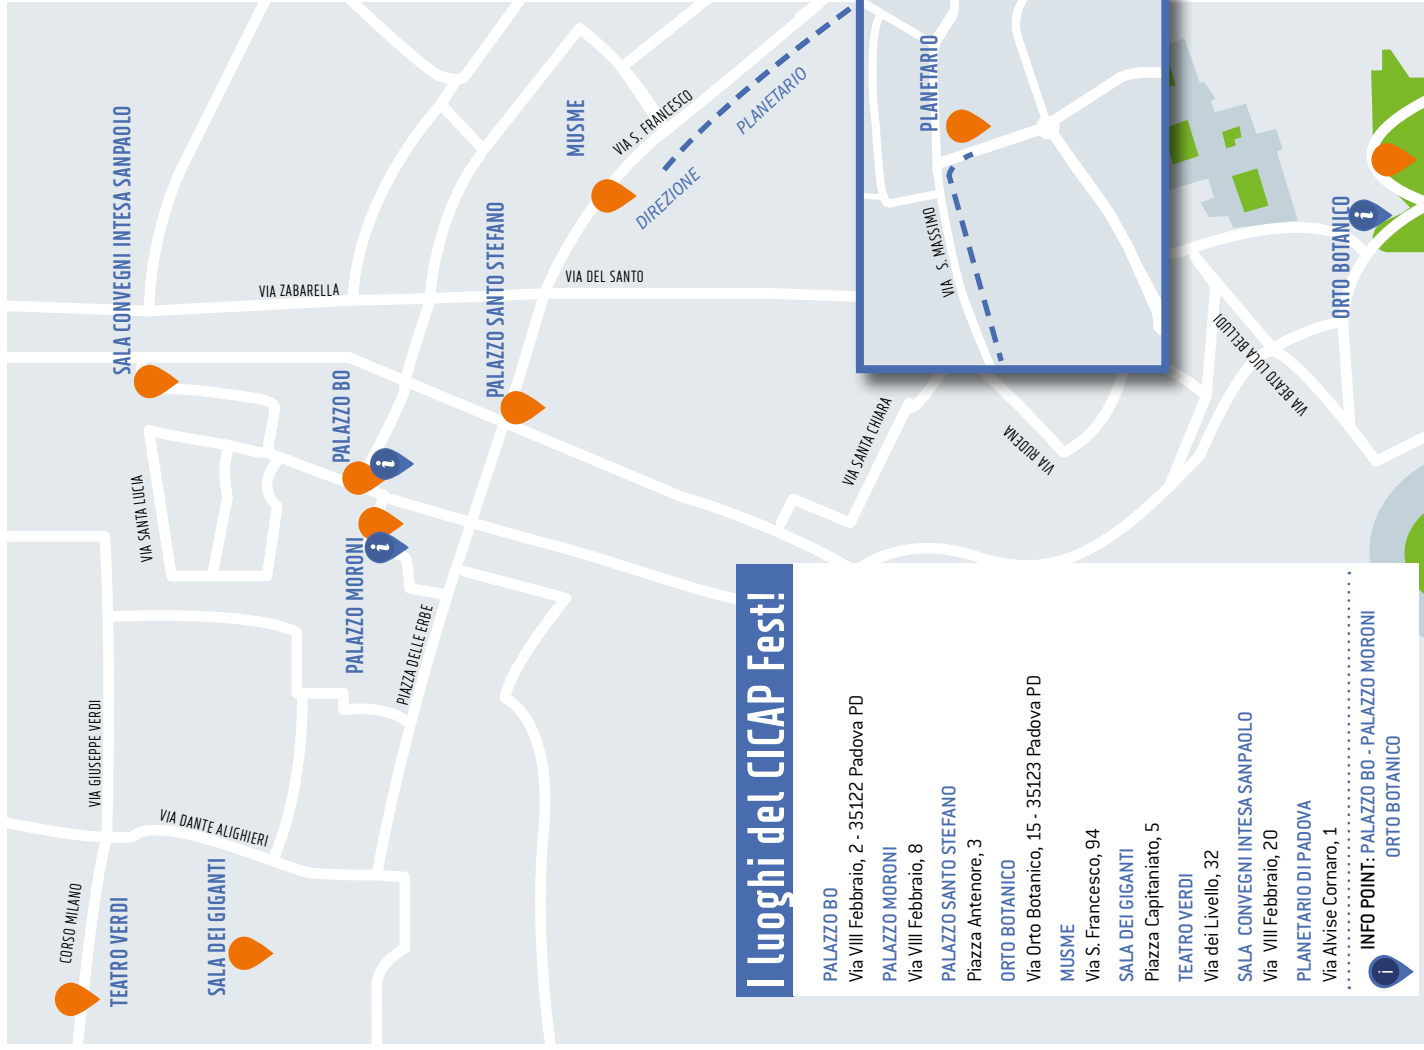 SALA CONVEGNI INTESA SANPAOLO
MUSME
VIA S. FRANCESCO
DIREZIONE
PLANETARIO
PLANETARIO
VIA S. MASSIMO
ORTO BOTANICO
VIA ZABARELLA
VIA DEL SANTO
PALAZZO SANTO STEFANO
PALAZZO BO
PALAZZO MORONI
VIA SANTA LUCIA
VIA SANTA CHIARA
VIA RUDENA
VIA BEATO LUCA BELLUDI
VIA BEATO LUCA BELLUDI
PIAZZA DELLE ERBE
VIA GIUSEPPE VERDI
VIA DANTE ALIGHIERI
CORSO MILANO
TEATRO VERDI
SALA DEI GIGANTI
i
i
i
I luoghi del CICAP Fest!
PALAZZO BO
Via VIII Febbraio, 2 - 35122 Padova PD
PALAZZO MORONI
Via VIII Febbraio, 8
PALAZZO SANTO STEFANO
Piazza Antenore, 3
ORTO BOTANICO
Via Orto Botanico, 15 - 35123 Padova PD
MUSME
Via S. Francesco, 94
SALA DEI GIGANTI
Piazza Capitaniato, 5
TEATRO VERDI
Via dei Livello, 32
SALA CONVEGNI INTESA SANPAOLO
Via VIII Febbraio, 20
PLANETARIO DI PADOVA
Via Alvise Cornaro, 1
i INFO POINT: PALAZZO BO - PALAZZO MORONI
ORTO BOTANICO